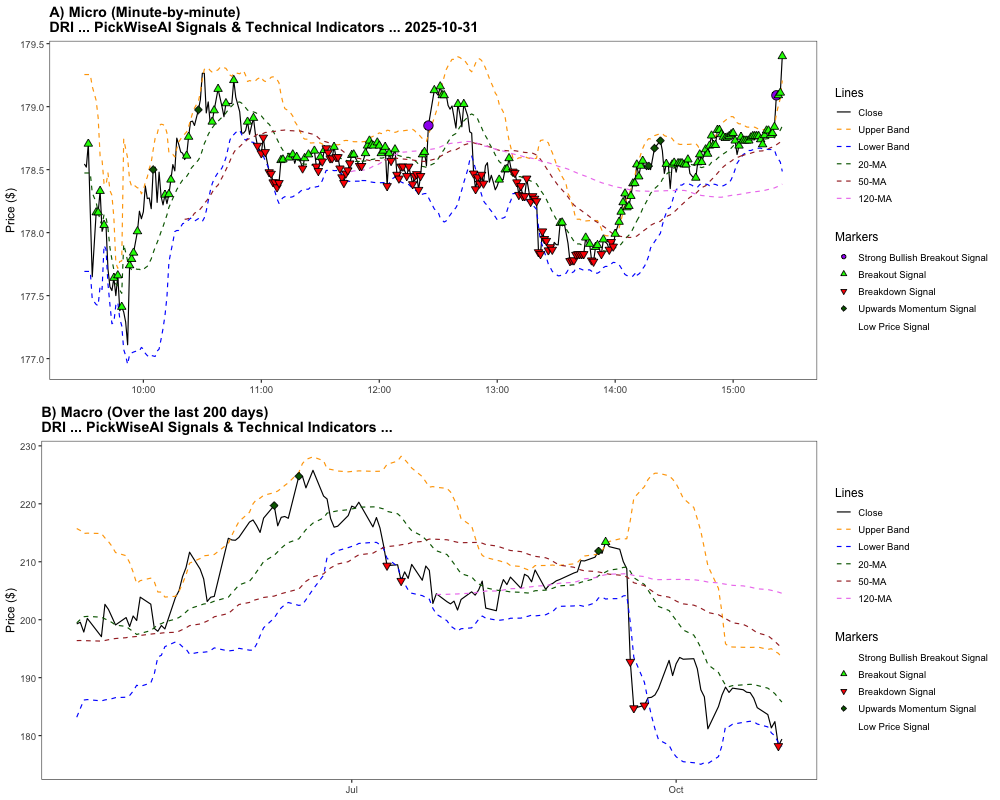 A) Micro (Minute-by-minute)
DRI ... PickWiseAI Signals & Technical Indicators ... 2025-10-31
Price ($)
179.5
179.0
178.5
178.0
177.5
177.0
10:00 11:00 12:00 13:00 14:00 15:00
Lines
Close
Upper Band
Lower Band
20-MA
50-MA
120-MA
Markers
Strong Bullish Breakout Signal
Breakout Signal
Breakdown Signal
Upwards Momentum Signal
Low Price Signal
B) Macro (Over the last 200 days)
DRI ... PickWiseAI Signals & Technical Indicators ...
Price ($)
230
220
210
200
190
180
Jul Oct
Lines
Close
Upper Band
Lower Band
20-MA
50-MA
120-MA
Markers
Strong Bullish Breakout Signal
Breakout Signal
Breakdown Signal
Upwards Momentum Signal
Low Price Signal